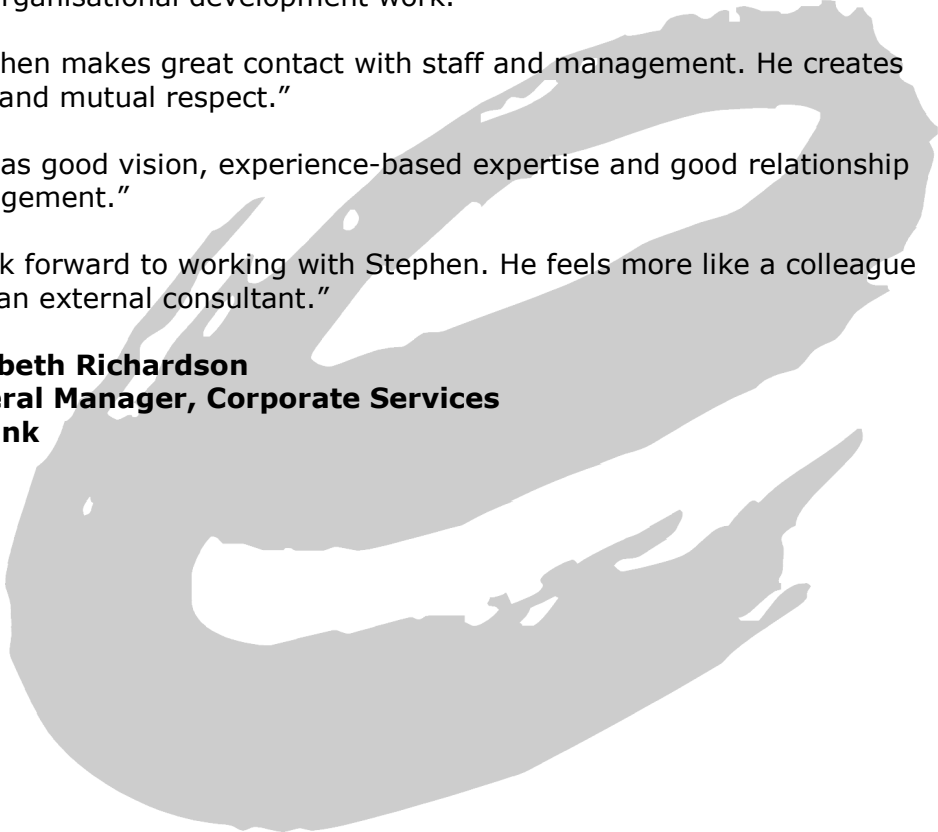 organisational development work.
hen makes great contact with staff and management. He creates
and mutual respect.”
as good vision, experience-based expertise and good relationship
gement.”
k forward to working with Stephen. He feels more like a colleague
an external consultant.”
beth Richardson
eral Manager, Corporate Services
nk